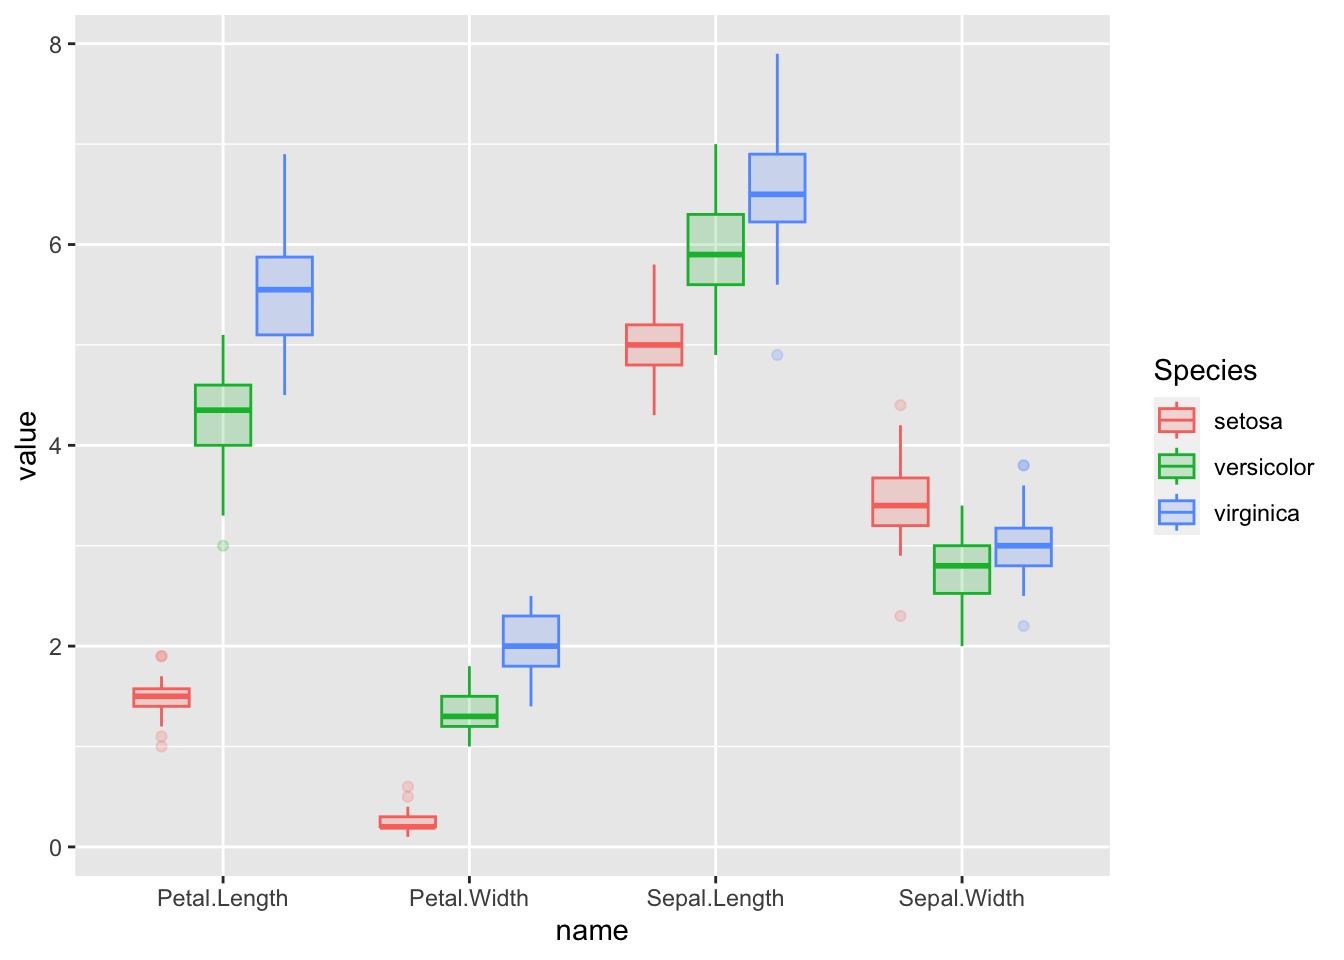 8
6
4
2
0
value
Petal.Length
Petal.Width
Sepal.Length
Sepal.Width
name
Species
setosa
versicolor
virginica